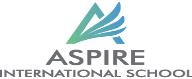 ASPIRE
INTERNATIONAL SCHOOL